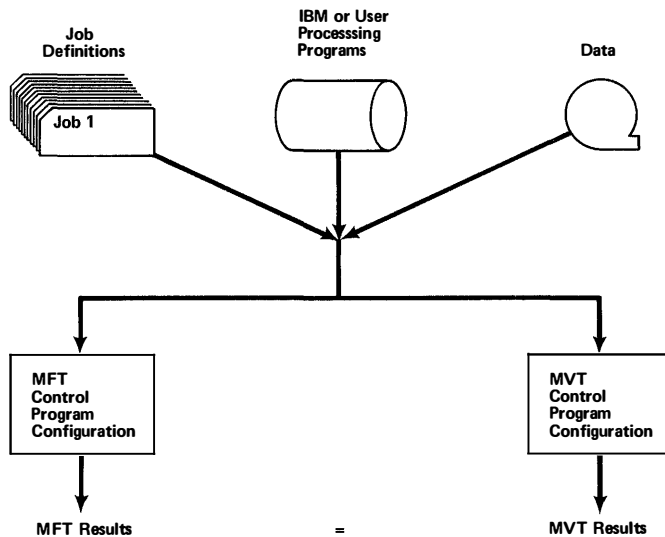 Job
Definitions
IBM or User
Processsing
Programs
Data
Job 1
MFT
Control
Program
Configuration
MVT
Control
Program
Configuration
MFT Results
=
MVT Results